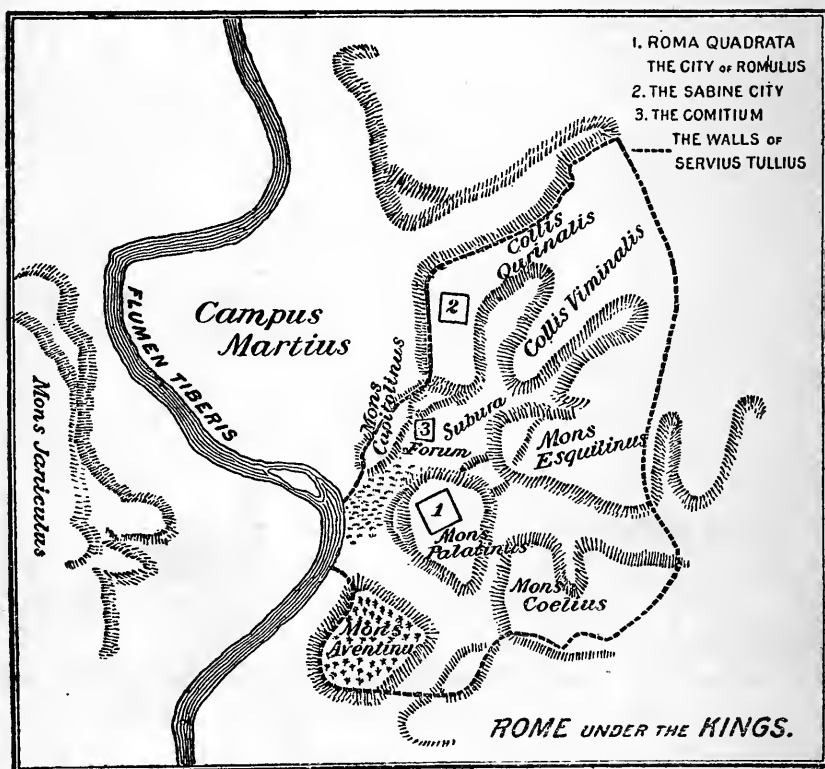 1. ROMA QUADRATA
THE CITY OF ROMULUS
2. THE SABINE CITY
3. THE COMITIUM
THE WALLS OF
SERVIUS TULLIUS
Collis
Quirinalis
2
Collis Viminalis
Campus
Martius
FLUMEN TIBERIS
Mons Janiculus
Mons
Capitolinus
3
Subura
Forum
Mons
Esquilinus
1
Mons
Palatinus
Mons
Coelius
Mons
Aventinu
ROME UNDER THE KINGS.